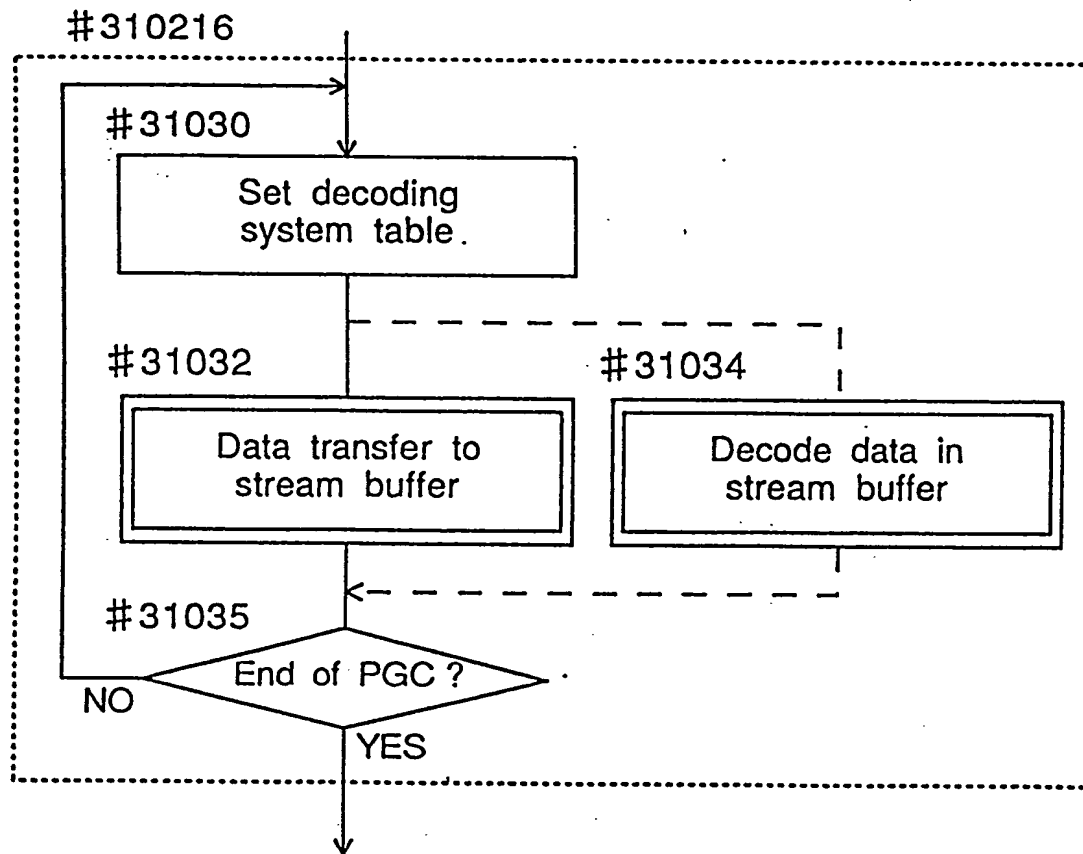 #310216
#31030
Set decoding
system table.
#31032
#31034
Data transfer to
stream buffer
Decode data in
stream buffer
#31035
End of PGC ?
NO
YES